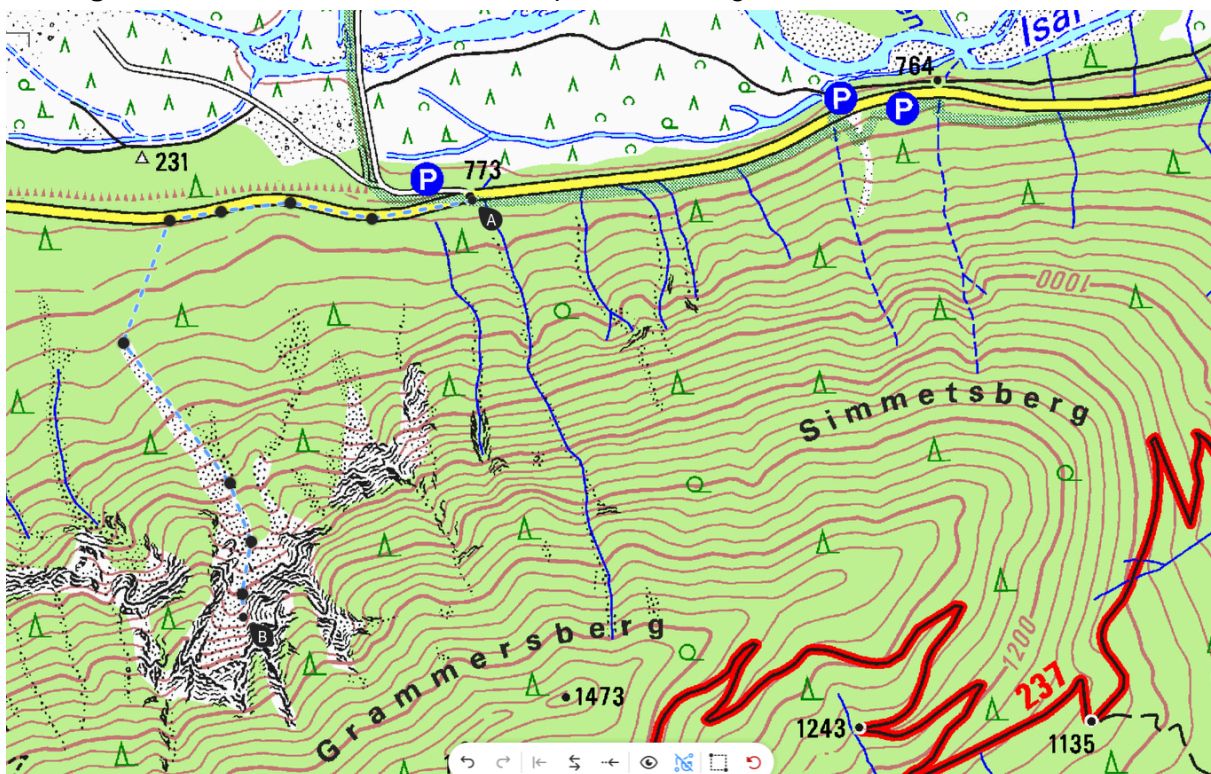 Isar
764
P
P
231
773
P
A
1000
Simmetsberg
Grammersberg
B
1200
237
1473
1243
1135